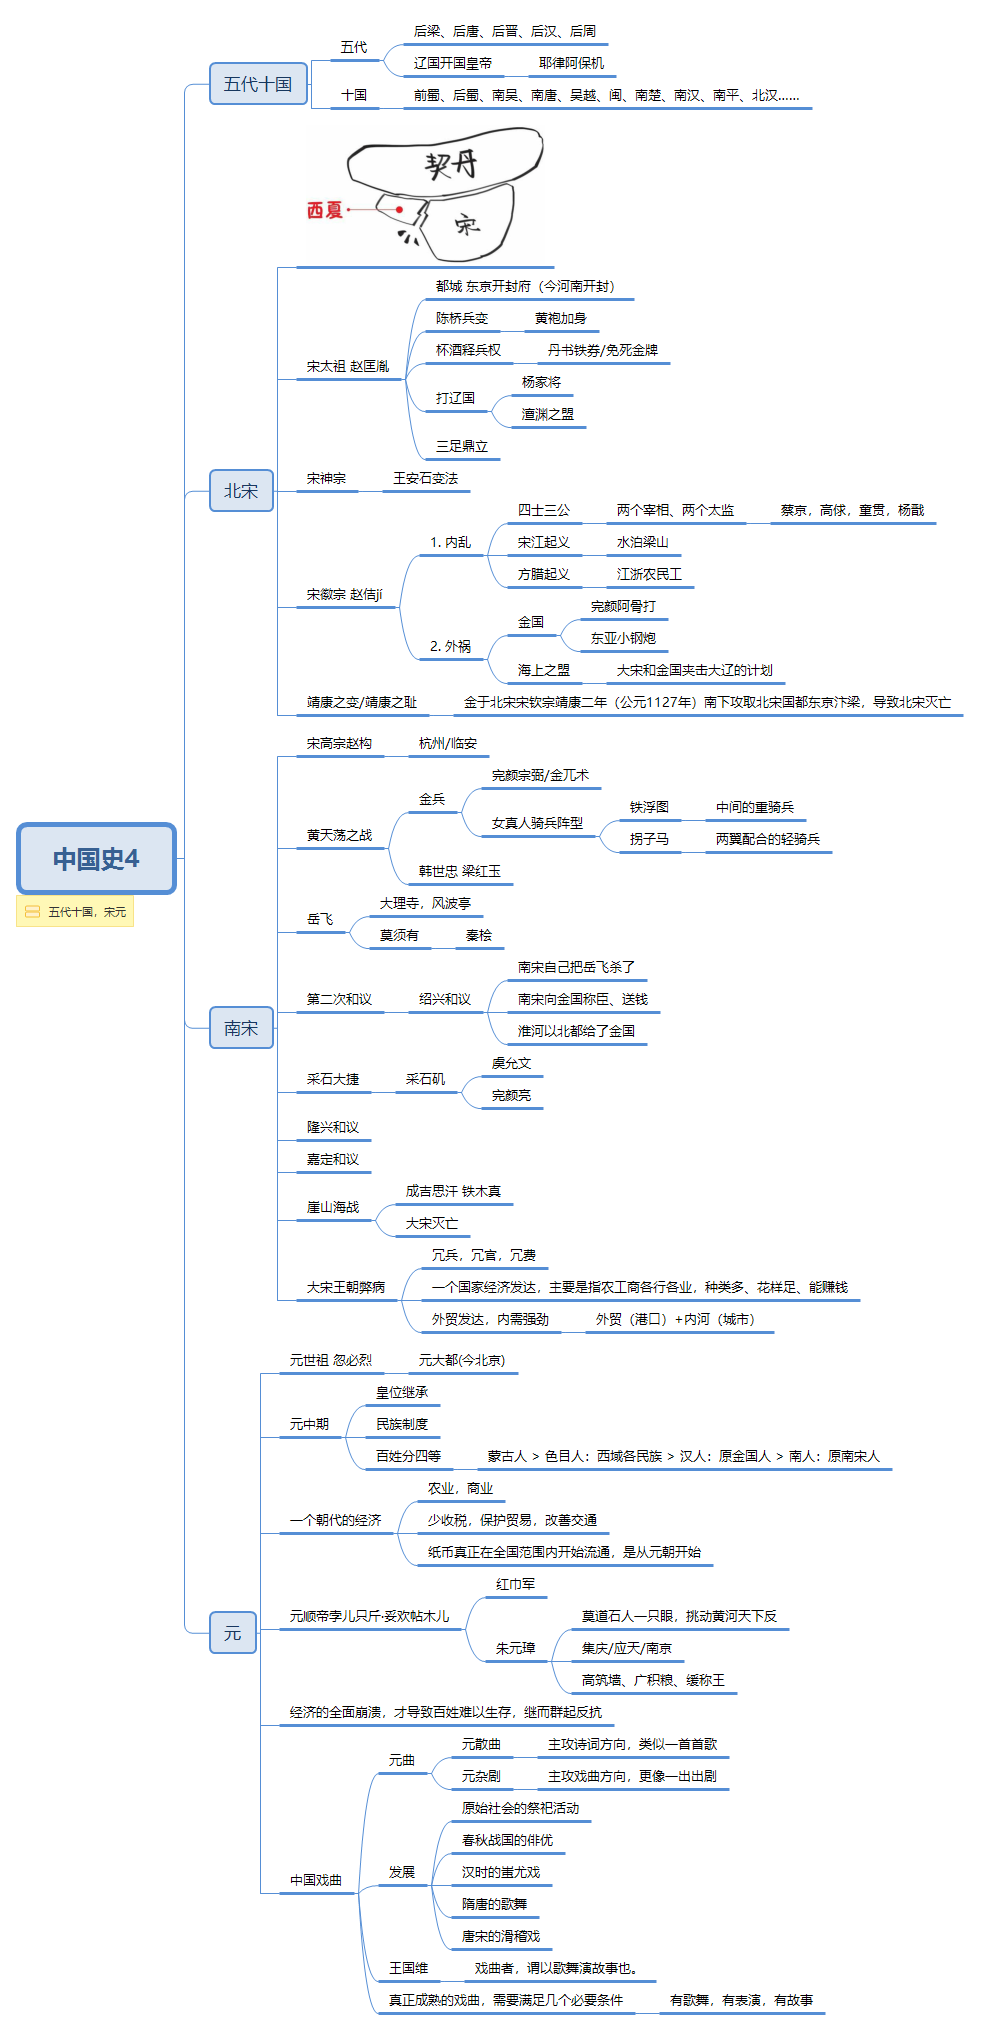 中国史4
五代十国，宋元
五代十国
五代
后梁、后唐、后晋、后汉、后周
辽国开国皇帝
耶律阿保机
十国
前蜀、后蜀、南吴、南唐、吴越、闽、南楚、南汉、南平、北汉……
北宋
契丹
西夏
宋
宋太祖 赵匡胤
都城 东京开封府（今河南开封）
陈桥兵变
黄袍加身
杯酒释兵权
丹书铁券/免死金牌
打辽国
杨家将
澶渊之盟
三足鼎立
宋神宗
王安石变法
宋徽宗 赵佶jí
1. 内乱
四士三公
两个宰相、两个太监
蔡京，高俅，童贯，杨戬
宋江起义
水泊梁山
方腊起义
江浙农民工
2. 外祸
金国
完颜阿骨打
东亚小钢炮
海上之盟
大宋和金国夹击大辽的计划
靖康之变/靖康之耻
金于北宋宋钦宗靖康二年（公元1127年）南下攻取北宋国都东京汴梁，导致北宋灭亡
南宋
宋高宗赵构
杭州/临安
黄天荡之战
金兵
完颜宗弼/金兀术
女真人骑兵阵型
铁浮图
中间的重骑兵
拐子马
两翼配合的轻骑兵
韩世忠 梁红玉
岳飞
大理寺，风波亭
莫须有
秦桧
第二次和议
绍兴和议
南宋自己把岳飞杀了
南宋向金国称臣、送钱
淮河以北都给了金国
采石大捷
采石矶
虞允文
完颜亮
隆兴和议
嘉定和议
崖山海战
成吉思汗 铁木真
大宋灭亡
大宋王朝弊病
冗兵，冗官，冗费
一个国家经济发达，主要是指农工商各行各业，种类多、花样足、能赚钱
外贸发达，内需强劲
外贸（港口）+内河（城市）
元
元世祖 忽必烈
元大都(今北京)
元中期
皇位继承
民族制度
百姓分四等
蒙古人 > 色目人：西域各民族 > 汉人：原金国人 > 南人：原南宋人
一个朝代的经济
农业，商业
少收税，保护贸易，改善交通
纸币真正在全国范围内开始流通，是从元朝开始
元顺帝孛儿只斤·妥欢帖木儿
红巾军
朱元璋
莫道石人一只眼，挑动黄河天下反
集庆/应天/南京
高筑墙、广积粮、缓称王
经济的全面崩溃，才导致百姓难以生存，继而群起反抗
中国戏曲
元曲
元散曲
主攻诗词方向，类似一首首歌
元杂剧
主攻戏曲方向，更像一出出剧
发展
原始社会的祭祀活动
春秋战国的俳优
汉时的蚩尤戏
隋唐的歌舞
唐宋的滑稽戏
王国维
戏曲者，谓以歌舞演故事也。
真正成熟的戏曲，需要满足几个必要条件
有歌舞，有表演，有故事